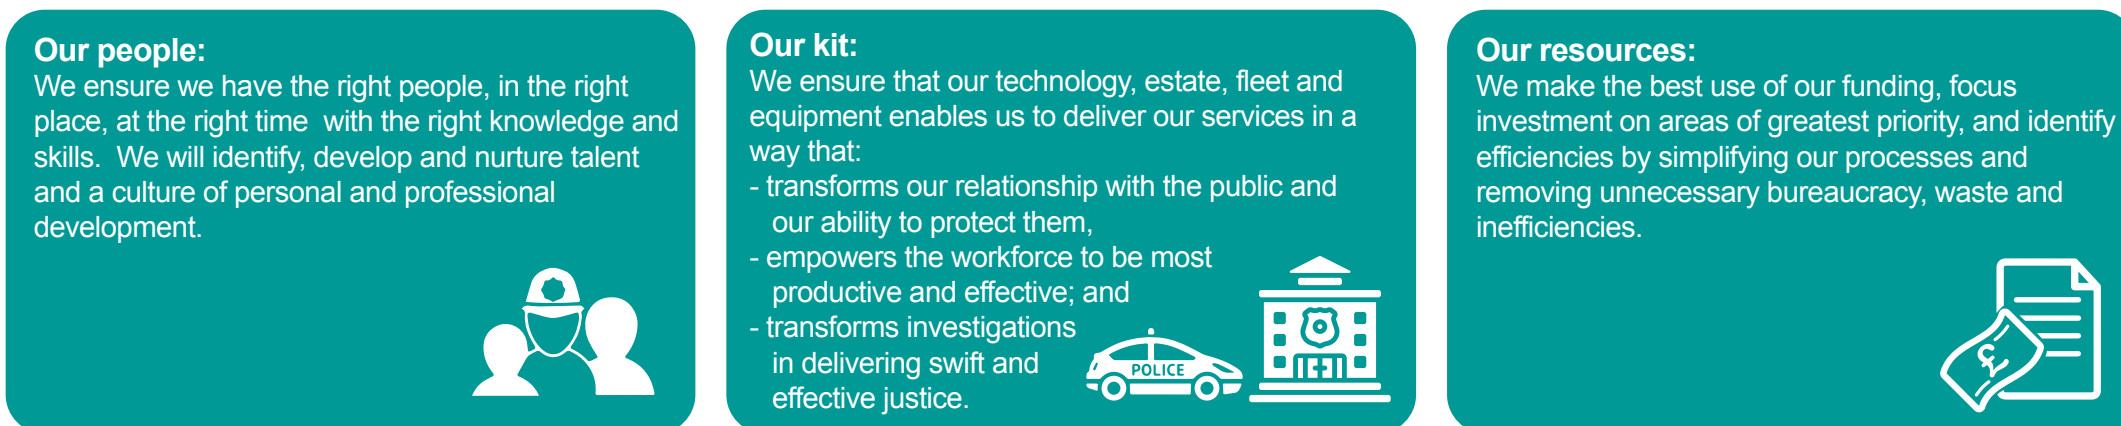 Our people:
We ensure we have the right people, in the right
place, at the right time  with the right knowledge and
skills.  We will identify, develop and nurture talent
and a culture of personal and professional
development.
Our kit:
We ensure that our technology, estate, fleet and
equipment enables us to deliver our services in a
way that:
- transforms our relationship with the public and
our ability to protect them,
- empowers the workforce to be most
productive and effective; and
- transforms investigations
in delivering swift and
effective justice.
POLICE
Our resources:
We make the best use of our funding, focus
investment on areas of greatest priority, and identify
efficiencies by simplifying our processes and
removing unnecessary bureaucracy, waste and
inefficiencies.
£